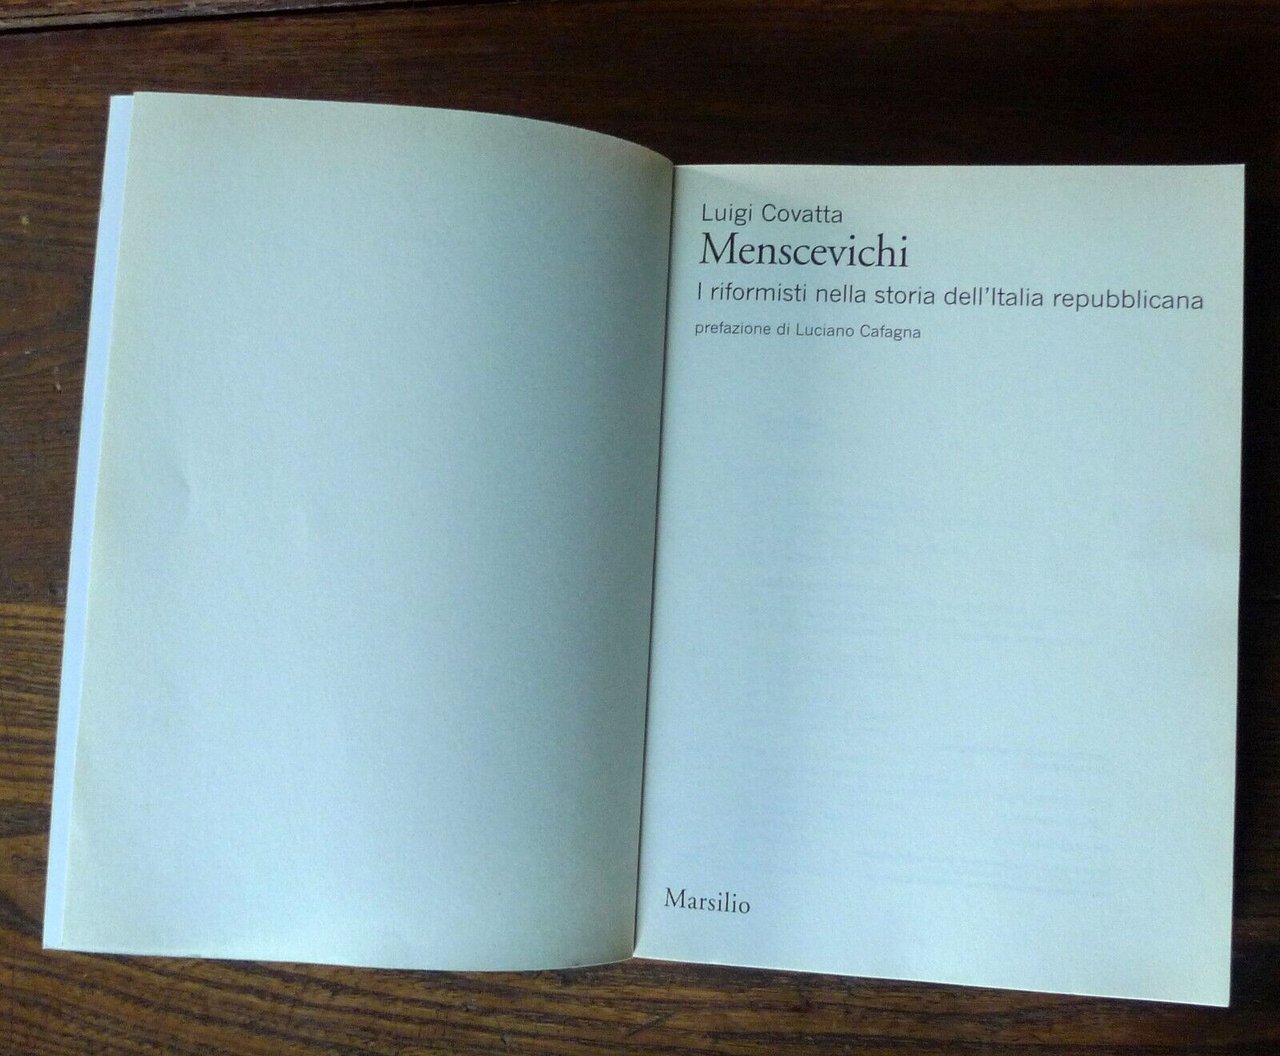 Luigi Covatta
Menscevichi
I riformisti nella storia dell'Italia repubblicana
prefazione di Luciano Cafagna
Marsilio